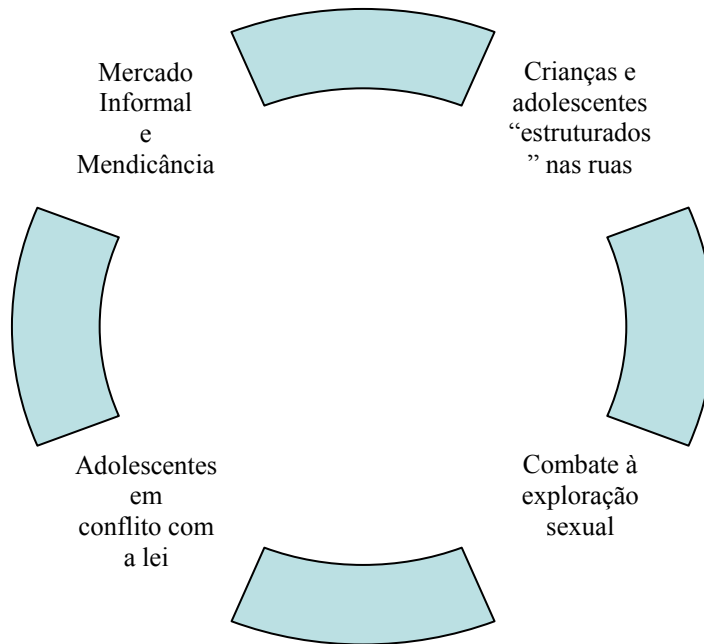 Mercado
Informal
e
Mendicância
Crianças e
adolescentes
“estruturados
” nas ruas
Adolescentes
em
conflito com
a lei
Combate à
exploração
sexual